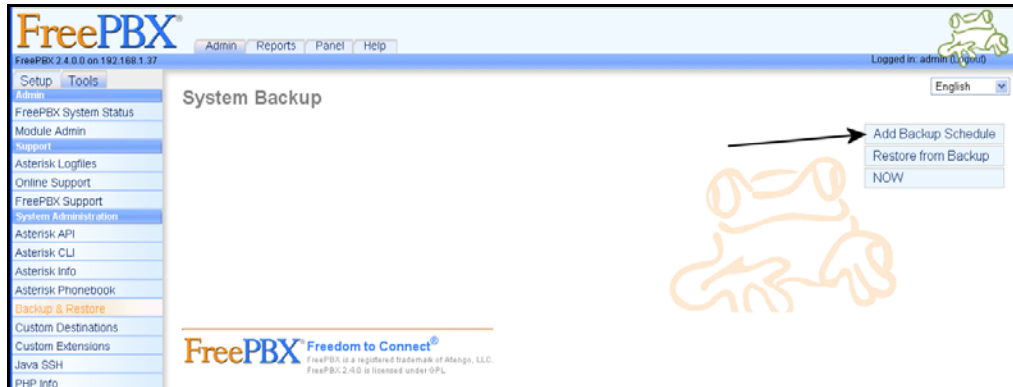 FreePBX®
Admin Reports Panel Help
FreePBX 2.4.0.0 on 192.168.1.37
Logged in: admin (Logout)
Setup Tools
English
Admin
FreePBX System Status
Module Admin
Support
Asterisk Logfiles
Online Support
FreePBX Support
System Administration
Asterisk API
Asterisk CLI
Asterisk Info
Asterisk Phonebook
Backup & Restore
Custom Destinations
Custom Extensions
Java SSH
PHP Info
System Backup
Add Backup Schedule
Restore from Backup
NOW
FreePBX® Freedom to Connect®
FreePBX is a registered trademark of Atengo, LLC.
FreePBX 2.4.0 is licensed under GPL